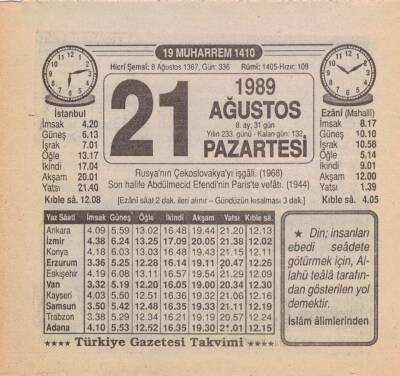 19 MUHARREM 1410
Hicrî Şemsî: 8 Ağustos 1367, Gün: 336 Rûmî: 1405-Hızır: 108
İstanbul
İmsak 4.20
Güneş 6.13
İşrak 7.01
Öğle 13.17
İkindi 17.04
Akşam 20.01
Yatsı 21.40
Kıble sâ. 12.08
21
1989
AĞUSTOS
8. ay, 31 gün
Yılın 233. günü - Kalan gün: 132
PAZARTESİ
Rusya'nın Çekoslovakya'yı işgâli. (1968)
Son halife Abdülmecid Efendi'nin Paris'te vefâtı. (1944)
[Ezânî sâat 2 dak. ileri alınır – Gündüzün kısalması 3 dak.]
Ezânî (Mahallî)
İmsak 8.17
Güneş 10.10
İşrak 10.58
Öğle 5.14
İkindi 9.01
Akşam 12.00
Yatsı 1.39
Kıble sâ. 4.05
Yaz Sâati İmsak Güneş Öğle İkindi Akşam Yatsı Kıble sâ.
Ankara 4.09 5.59 13.02 16.48 19.44 21.20 12.13
İzmir 4.38 6.24 13.25 17.09 20.05 21.38 12.02
Konya 4.18 6.03 13.03 16.48 19.43 21.15 12.11
Erzurum 3.36 5.25 12.28 16.14 19.11 20.47 12.26
Eskişehir 4.19 6.08 13.11 16.57 19.54 21.29 12.09
Van 3.32 5.19 12.20 16.05 19.00 20.34 12.30
Kayseri 4.03 5.50 12.51 16.36 19.32 21.06 12.16
Samsun 3.50 5.42 12.48 16.35 19.33 21.11 12.19
Trabzon 3.38 5.29 12.34 16.21 19.19 20.57 12.24
Adana 4.10 5.53 12.52 16.35 19.30 21.01 12.15
★ Din; insanları
ebedî seâdete
götürmek için, Al-
lahü teâlâ tarafın-
dan gösterilen yol
demektir.
İslâm âlimlerinden
★★★★ Türkiye Gazetesi Takvimi ★★★★